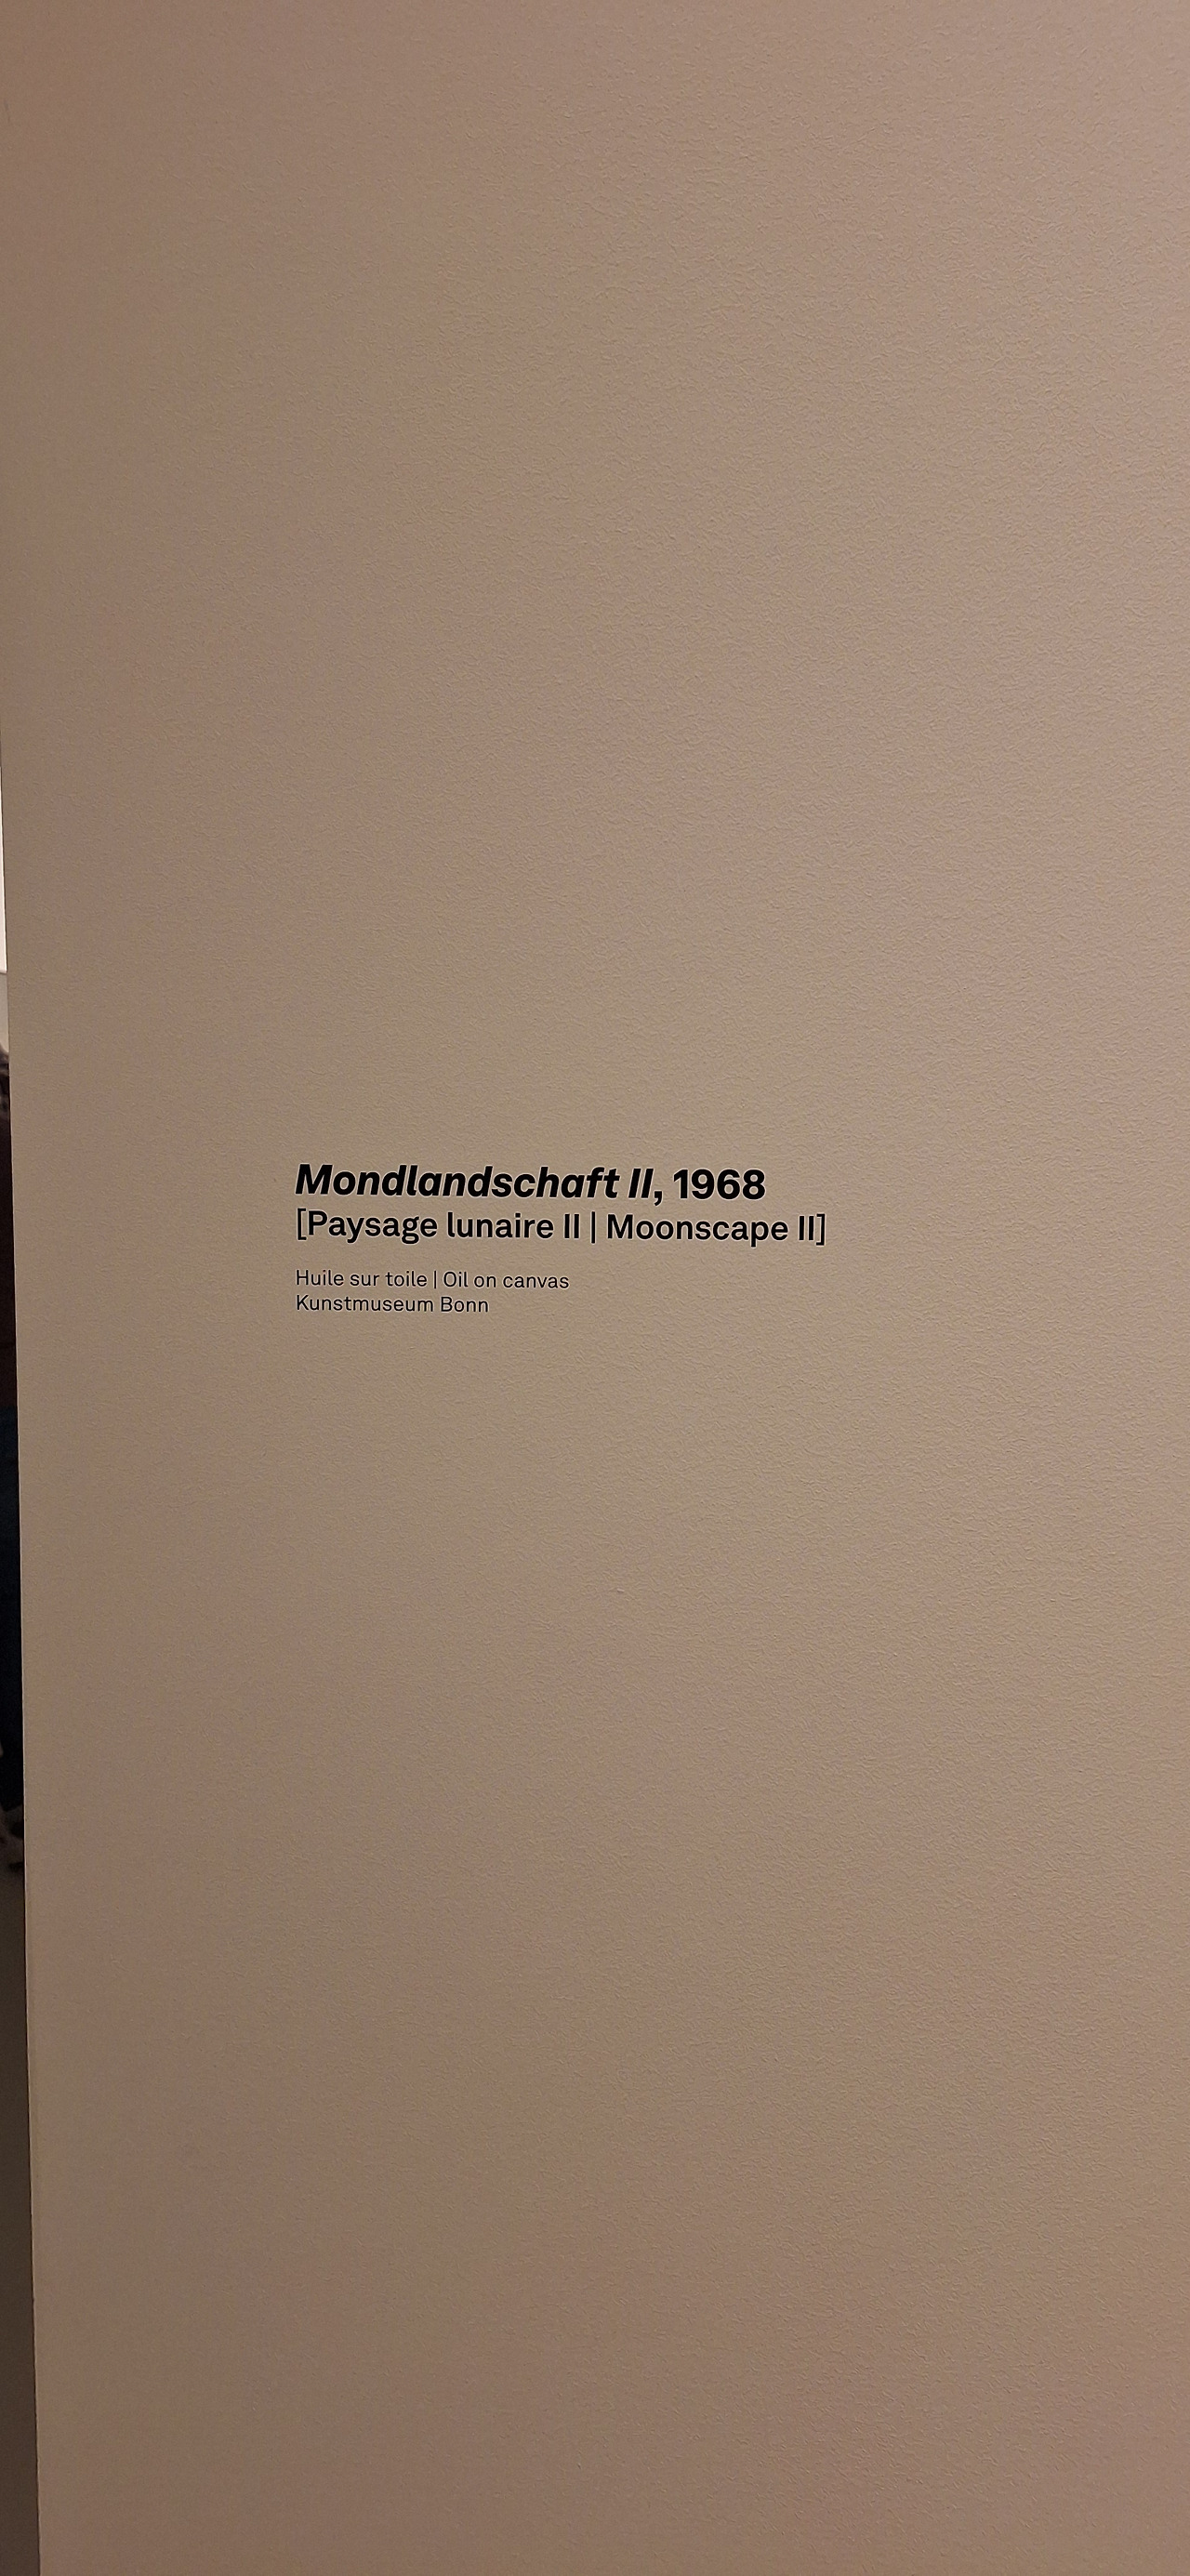 Mondlandschaft II, 1968
[Paysage lunaire II | Moonscape II]
Huile sur toile | Oil on canvas
Kunstmuseum Bonn